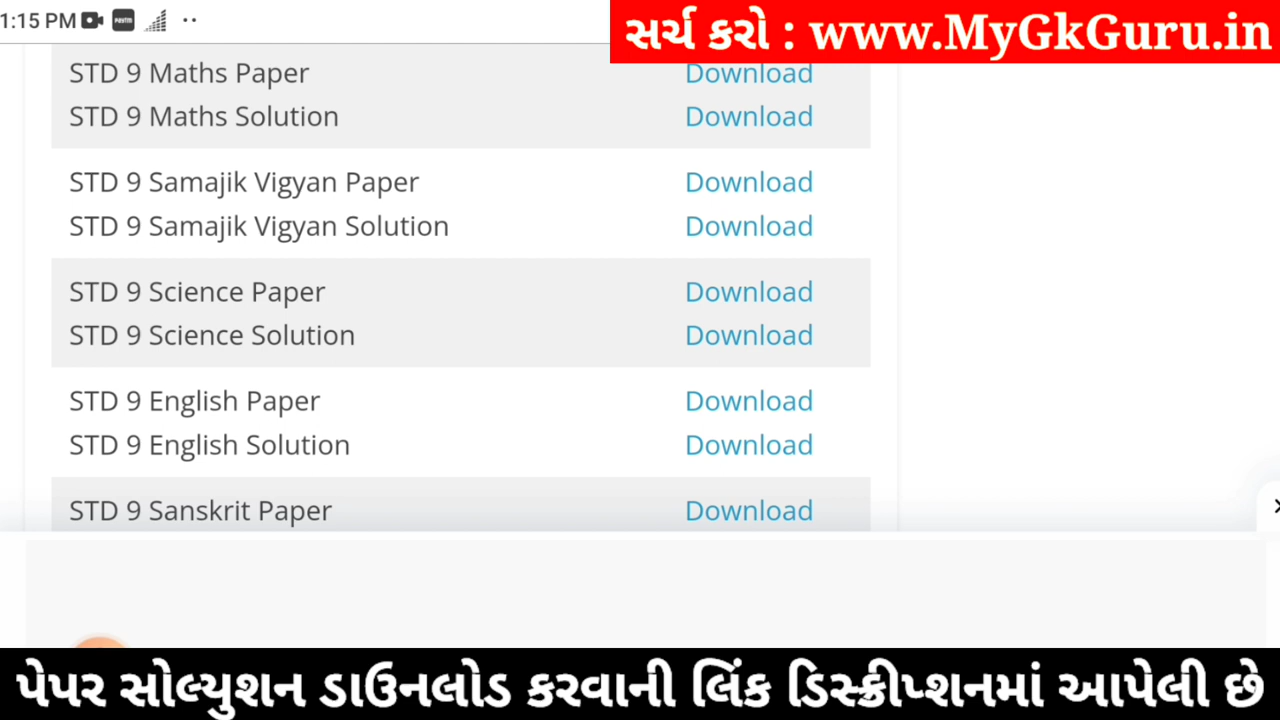 1:15 PM
સર્ચ કરો : www.MyGkGuru.in
STD 9 Maths Paper Download
STD 9 Maths Solution Download
STD 9 Samajik Vigyan Paper Download
STD 9 Samajik Vigyan Solution Download
STD 9 Science Paper Download
STD 9 Science Solution Download
STD 9 English Paper Download
STD 9 English Solution Download
STD 9 Sanskrit Paper Download
પેપર સોલ્યુશન ડાઉનલોડ કરવાની લિંક ડિસ્ક્રીપ્શનમાં આપેલી છે